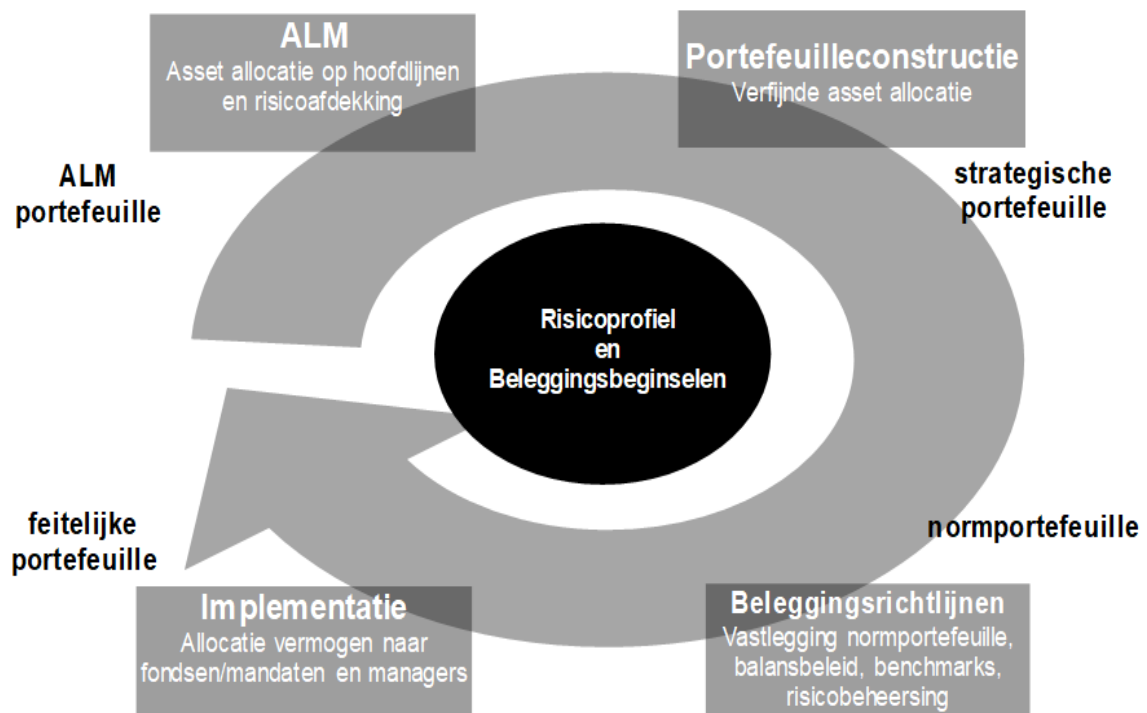 ALM
Asset allocatie op hoofdlijnen
en risicoafdekking
Portefeuilleconstructie
Verfijnde asset allocatie
ALM
portefeuille
strategische
portefeuille
Risicoprofiel
en
Beleggingsbeginselen
feitelijke
portefeuille
normportefeuille
Implementatie
Allocatie vermogen naar
fondsen/mandaten en managers
Beleggingsrichtlijnen
Vastlegging normportefeuille,
balansbeleid, benchmarks,
risicobeheersing